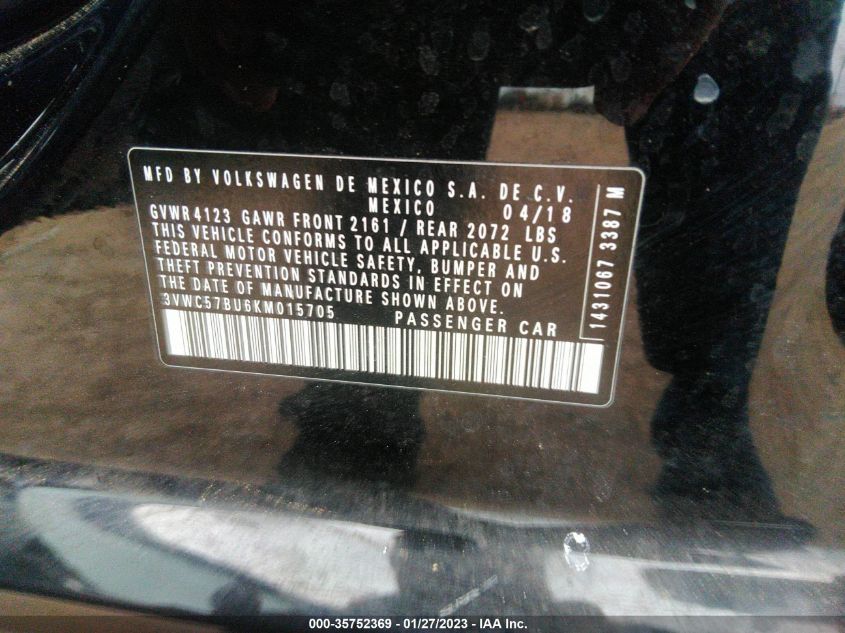 MFD BY VOLKSWAGEN DE MEXICO S.A. DE C.V.
MEXICO 04/18
GVWR 4123 GAWR FRONT 2161 / REAR 2072 LBS
THIS VEHICLE CONFORMS TO ALL APPLICABLE U.S.
FEDERAL MOTOR VEHICLE SAFETY, BUMPER AND
THEFT PREVENTION STANDARDS IN EFFECT ON
THE DATE OF MANUFACTURE SHOWN ABOVE.
3VWC57BU6KM015705 PASSENGER CAR
1431067 3387 M
000-35752369 - 01/27/2023 - IAA Inc.